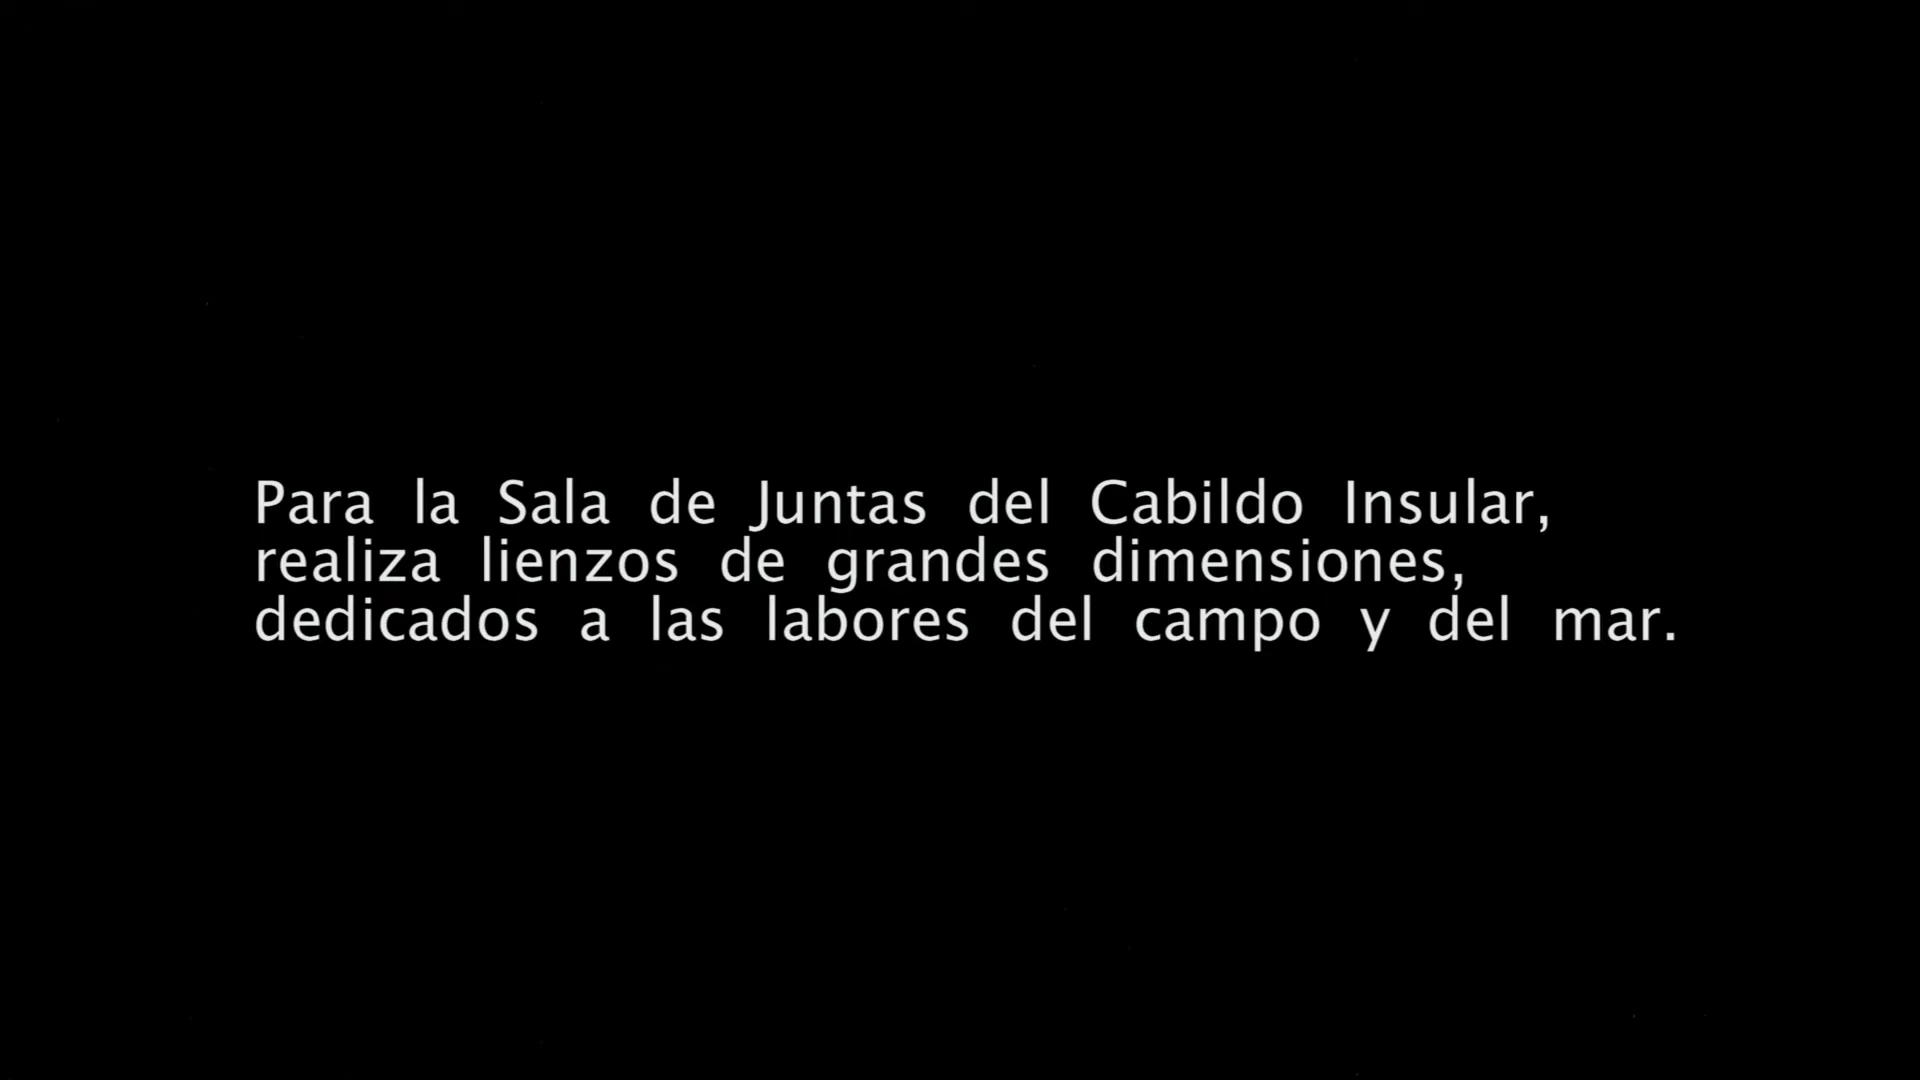 Para la Sala de Juntas del Cabildo Insular,
realiza lienzos de grandes dimensiones,
dedicados a las labores del campo y del mar.